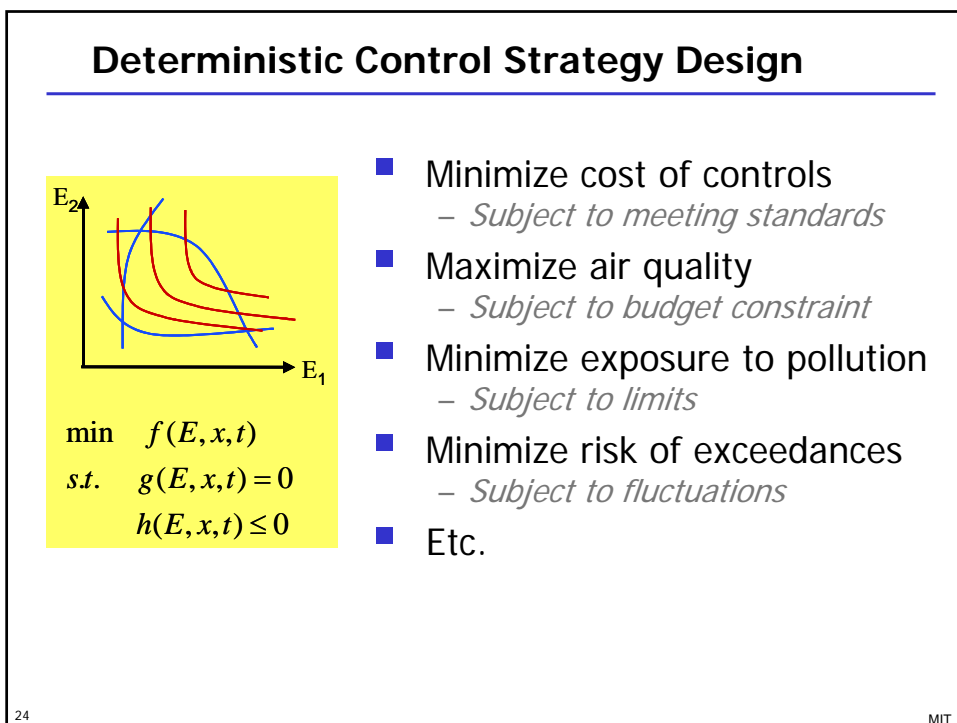 Deterministic Control Strategy Design
E2
E1
min f(E, x, t)
s.t. g(E, x, t) = 0
h(E, x, t) ≤ 0
Minimize cost of controls
– Subject to meeting standards
Maximize air quality
– Subject to budget constraint
Minimize exposure to pollution
– Subject to limits
Minimize risk of exceedances
– Subject to fluctuations
Etc.
24
MIT